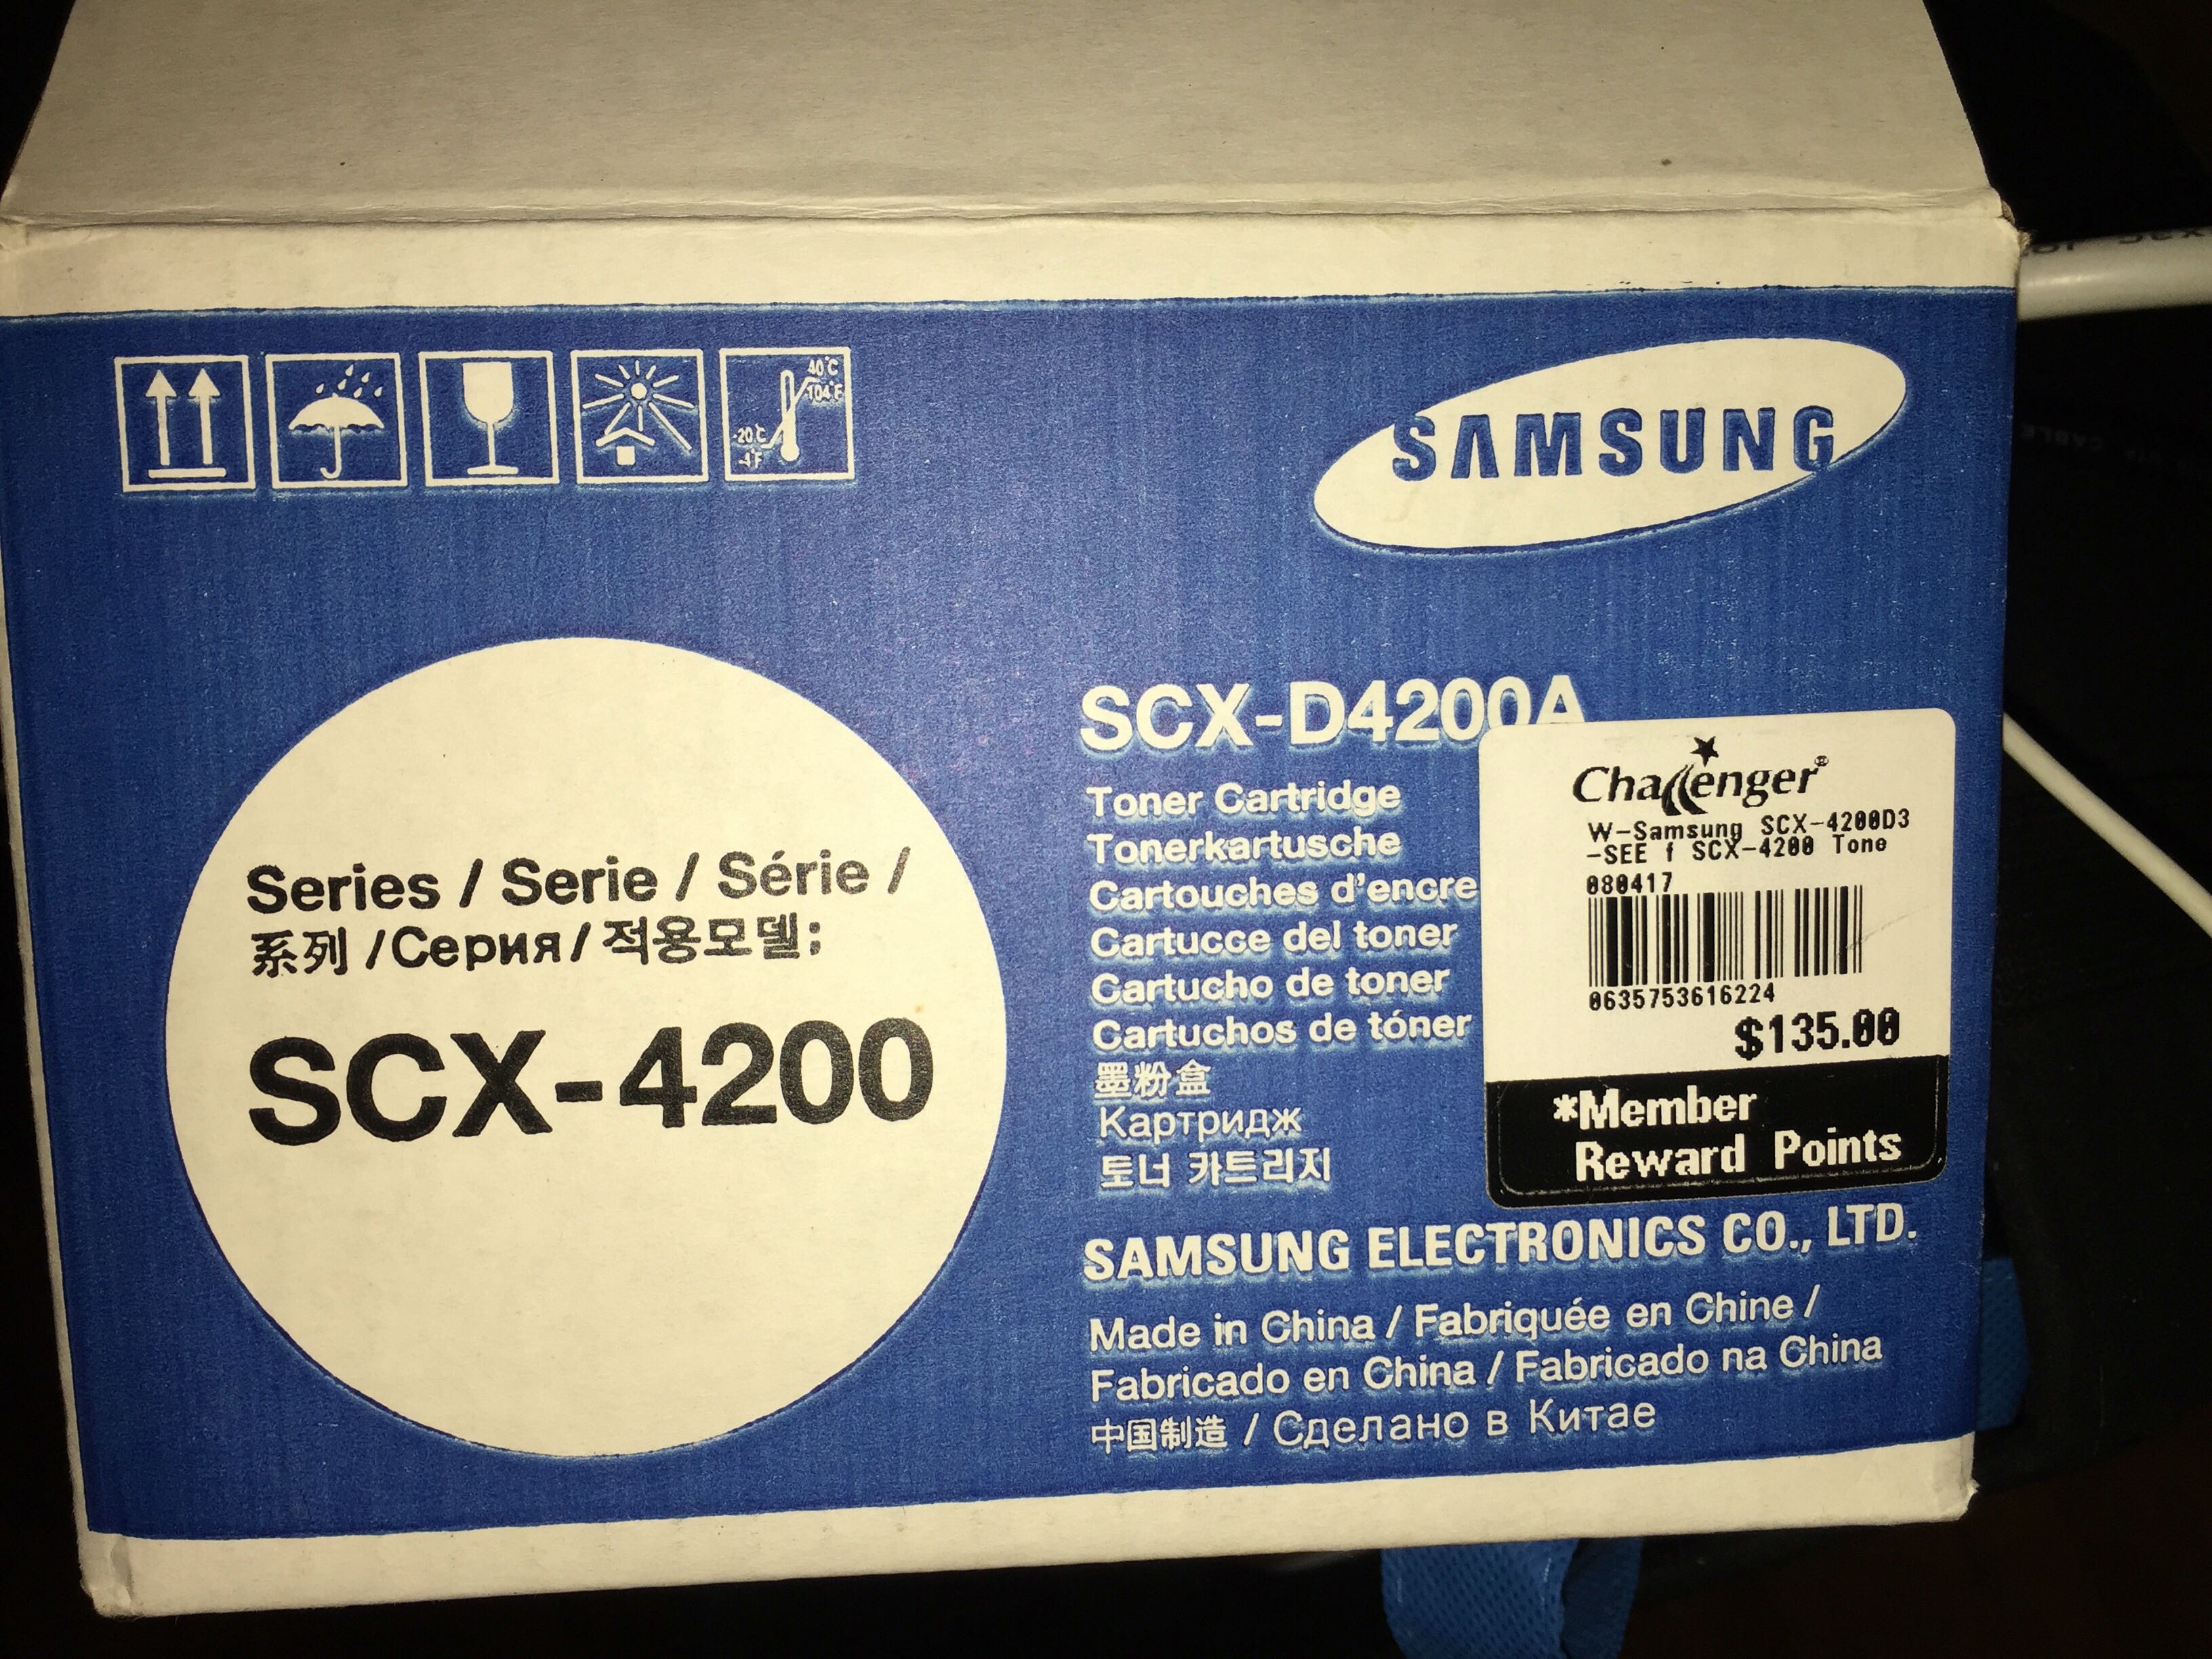 40°C
104°F
-20°C
-4°F
SAMSUNG
Series / Serie / Série /
系列 /Серия/ 적용모델;
SCX-4200
SCX-D4200A
Toner Cartridge
Tonerkartusche
Cartouches d'encre
Cartucce del toner
Cartucho de toner
Cartuchos de tóner
墨粉盒
Картридж
토너 카트리지
Challenger®
W-Samsung SCX-4200D3
-SEE f SCX-4200 Tone
080417
0635753616224
$135.00
*Member
Reward Points
SAMSUNG ELECTRONICS CO., LTD.
Made in China / Fabriquée en Chine /
Fabricado en China / Fabricado na China
中国制造 / Сделано в Китае